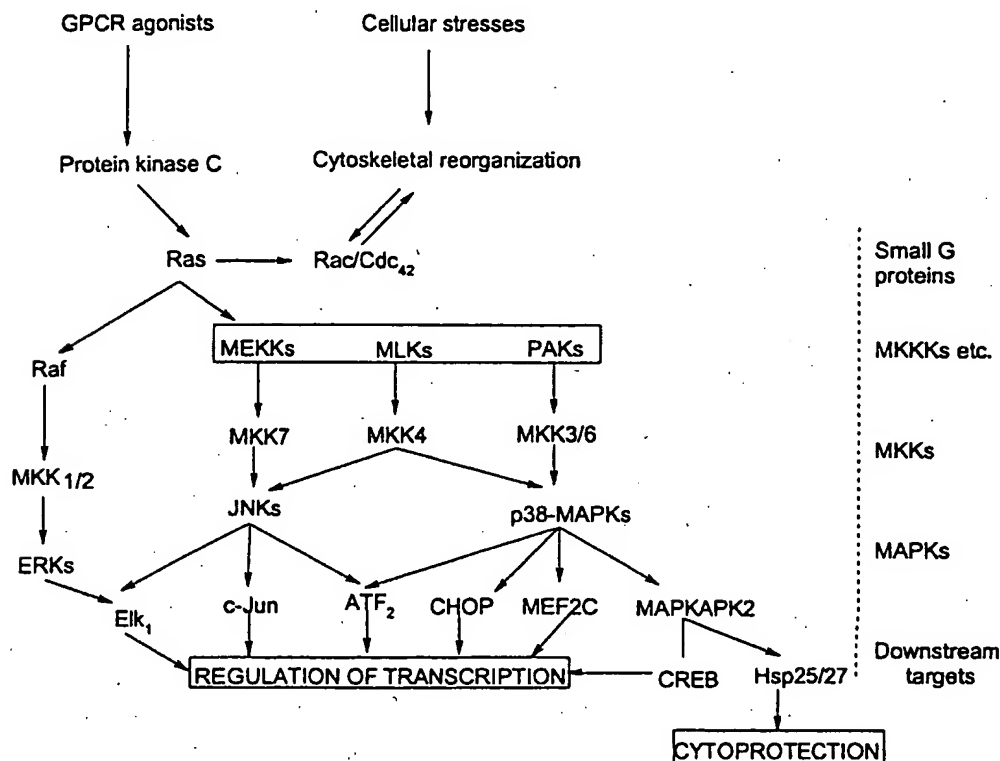 GPCR agonists Cellular stresses
Protein kinase C Cytoskeletal reorganization
Ras Rac/Cdc42 Small G
proteins
MEKKs MLKs PAKs MKKKs etc.
Raf
MKK7 MKK4 MKK3/6 MKKs
MKK1/2
JNKs p38-MAPKs
ERKs MAPKs
Elk1 c-Jun ATF2 CHOP MEF2C MAPKAPK2
REGULATION OF TRANSCRIPTION CREB Hsp25/27 Downstream
targets
CYTOPROTECTION